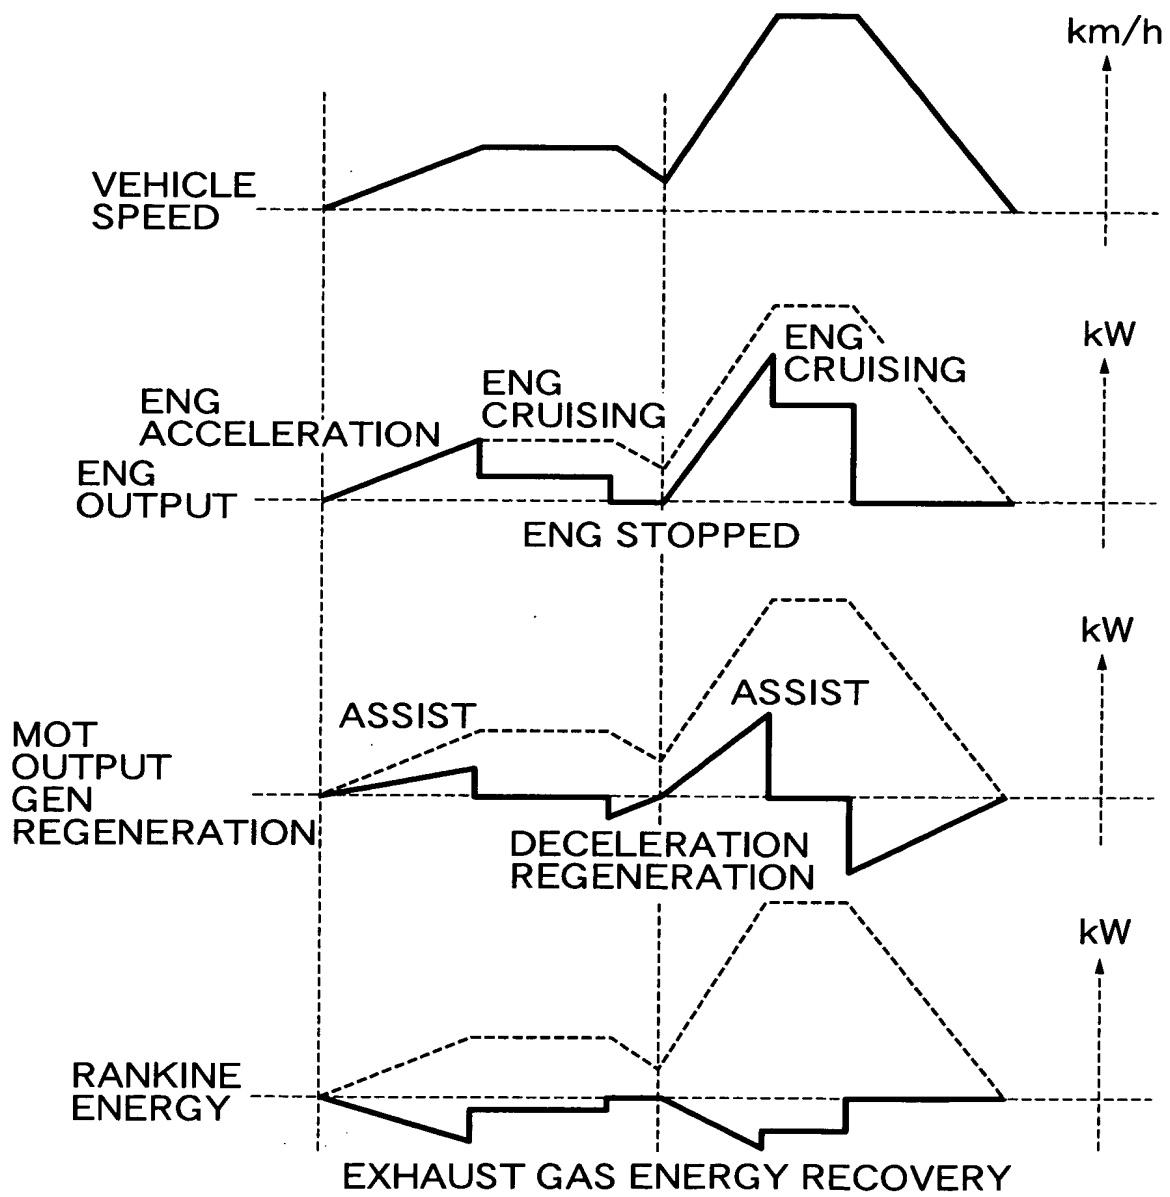 km/h
VEHICLE
SPEED
kW
ENG
CRUISING
ENG
CRUISING
ENG
ACCELERATION
ENG
OUTPUT
ENG STOPPED
kW
ASSIST
ASSIST
MOT
OUTPUT
GEN
REGENERATION
DECELERATION
REGENERATION
kW
RANKINE
ENERGY
EXHAUST GAS ENERGY RECOVERY